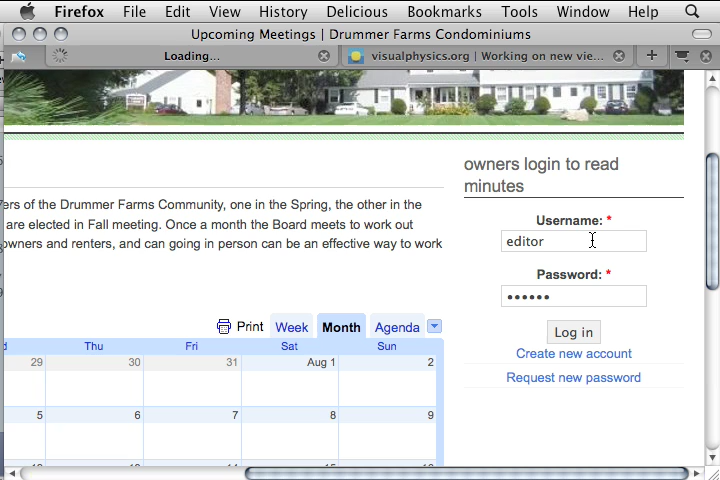 Firefox File Edit View History Delicious Bookmarks Tools Window Help
Upcoming Meetings | Drummer Farms Condominiums
Loading... visualphysics.org | Working on new vie...
owners login to read
minutes
ers of the Drummer Farms Community, one in the Spring, the other in the
are elected in Fall meeting. Once a month the Board meets to work out
owners and renters, and can going in person can be an effective way to work
Username: *
editor
Password: *
••••••
Log in
Create new account
Request new password
Print Week Month Agenda
d Thu Fri Sat Sun
29 30 31 Aug 1 2
5 6 7 8 9